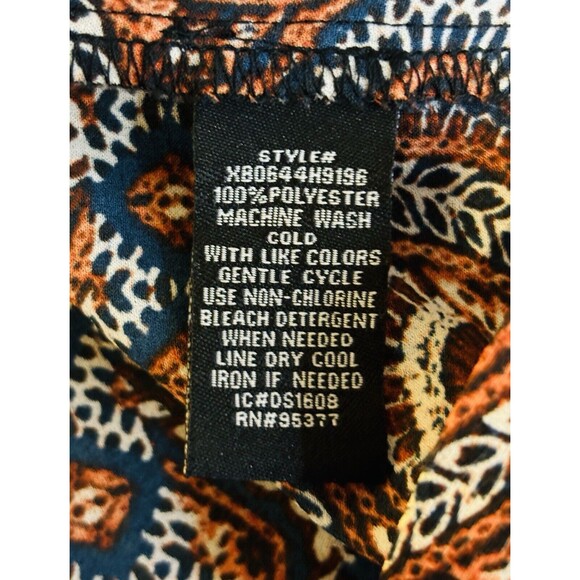 STYLE#
XB0644H9196
100%POLYESTER
MACHINE WASH
COLD
WITH LIKE COLORS
GENTLE CYCLE
USE NON-CHLORINE
BLEACH DETERGENT
WHEN NEEDED
LINE DRY COOL
IRON IF NEEDED
IC#DS1608
RN#95377